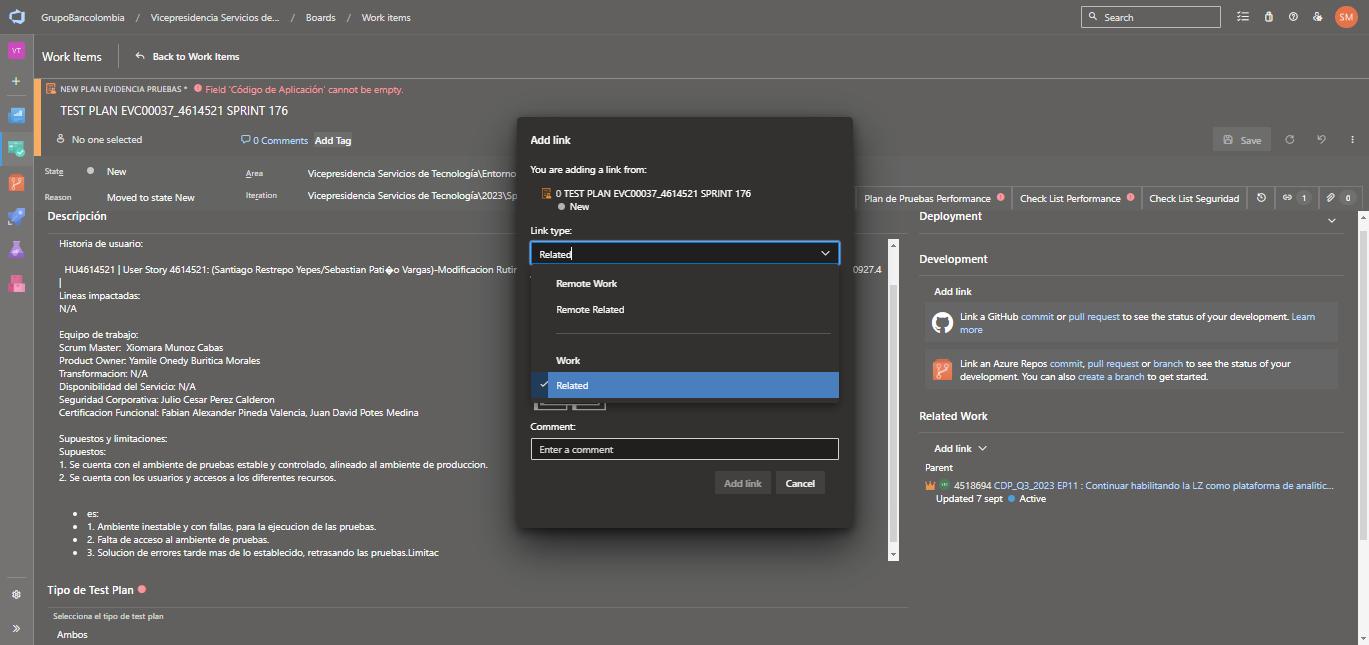 GrupoBancolombia / Vicepresidencia Servicios de... / Boards / Work items
Search
SM
VT
Work Items
Back to Work Items
NEW PLAN EVIDENCIA PRUEBAS * Field 'Código de Aplicación' cannot be empty.
TEST PLAN EVC00037_4614521 SPRINT 176
No one selected
0 Comments
Add Tag
Save
State
New
Area
Vicepresidencia Servicios de Tecnología\Entorno
Reason
Moved to state New
Iteration
Vicepresidencia Servicios de Tecnología\2023\Sp
Plan de Pruebas Performance
Check List Performance
Check List Seguridad
1
0
Descripción
Historia de usuario:
HU4614521 | User Story 4614521: (Santiago Restrepo Yepes/Sebastian Pati�o Vargas)-Modificacion Rutin
0927.4
|
Lineas impactadas:
N/A
Equipo de trabajo:
Scrum Master: Xiomara Munoz Cabas
Product Owner: Yamile Onedy Buritica Morales
Transformacion: N/A
Disponibilidad del Servicio: N/A
Seguridad Corporativa: Julio Cesar Perez Calderon
Certificacion Funcional: Fabian Alexander Pineda Valencia, Juan David Potes Medina
Supuestos y limitaciones:
Supuestos:
1. Se cuenta con el ambiente de pruebas estable y controlado, alineado al ambiente de produccion.
2. Se cuenta con los usuarios y accesos a los diferentes recursos.
• es:
• 1. Ambiente inestable y con fallas, para la ejecucion de las pruebas.
• 2. Falta de acceso al ambiente de pruebas.
• 3. Solucion de errores tarde mas de lo establecido, retrasando las pruebas.Limitac
Tipo de Test Plan
Selecciona el tipo de test plan
Ambos
Add link
You are adding a link from:
0 TEST PLAN EVC00037_4614521 SPRINT 176
New
Link type:
Related
Remote Work
Remote Related
Work
Related
Comment:
Enter a comment
Add link
Cancel
Deployment
Development
Add link
Link a GitHub commit or pull request to see the status of your development. Learn
more
Link an Azure Repos commit, pull request or branch to see the status of your
development. You can also create a branch to get started.
Related Work
Add link
Parent
4518694 CDP_Q3_2023 EP11 : Continuar habilitando la LZ como plataforma de analitic...
Updated 7 sept Active